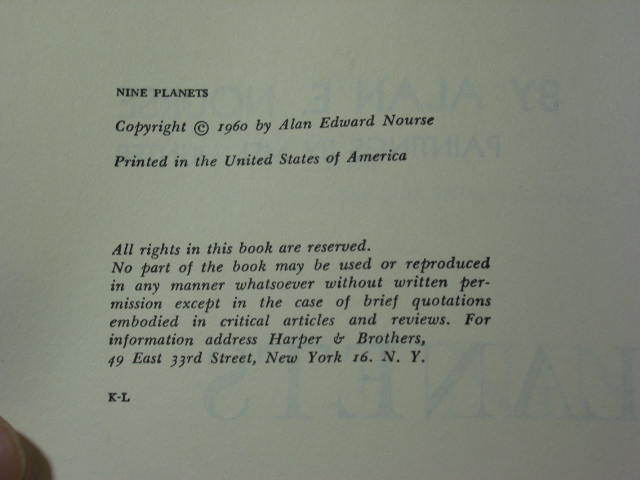 NINE PLANETS
Copyright © 1960 by Alan Edward Nourse
Printed in the United States of America
All rights in this book are reserved.
No part of the book may be used or reproduced
in any manner whatsoever without written per-
mission except in the case of brief quotations
embodied in critical articles and reviews. For
information address Harper & Brothers,
49 East 33rd Street, New York 16. N. Y.
K-L